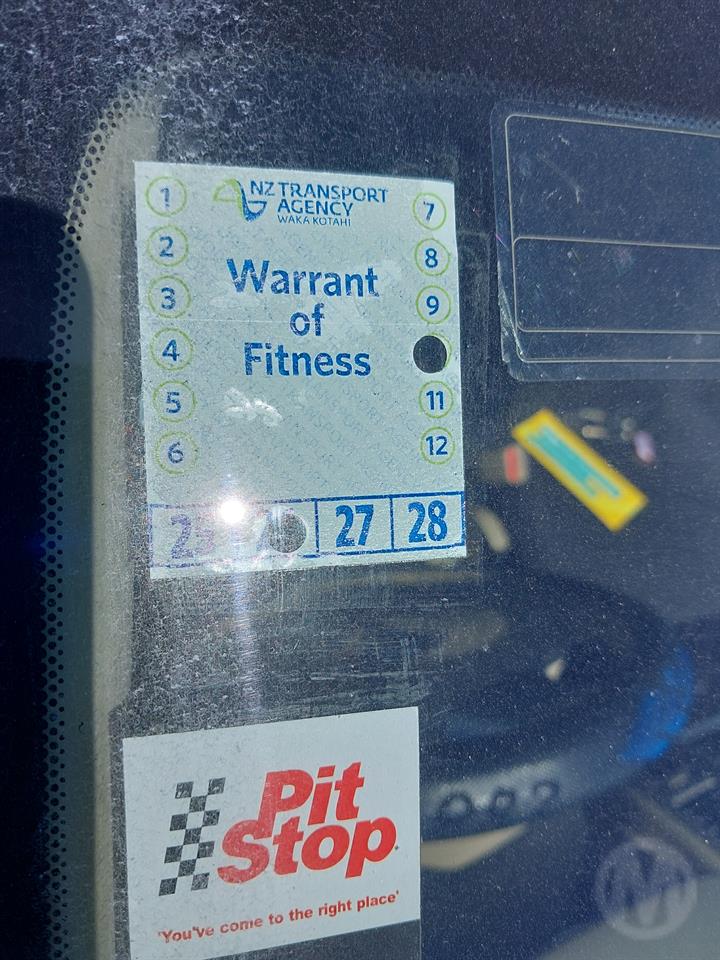 NZ TRANSPORT
AGENCY
WAKA KOTAHI
Warrant
of
Fitness
1
2
3
4
5
6
7
8
9
11
12
27
28
Pit
Stop
'You've come to the right place'
M